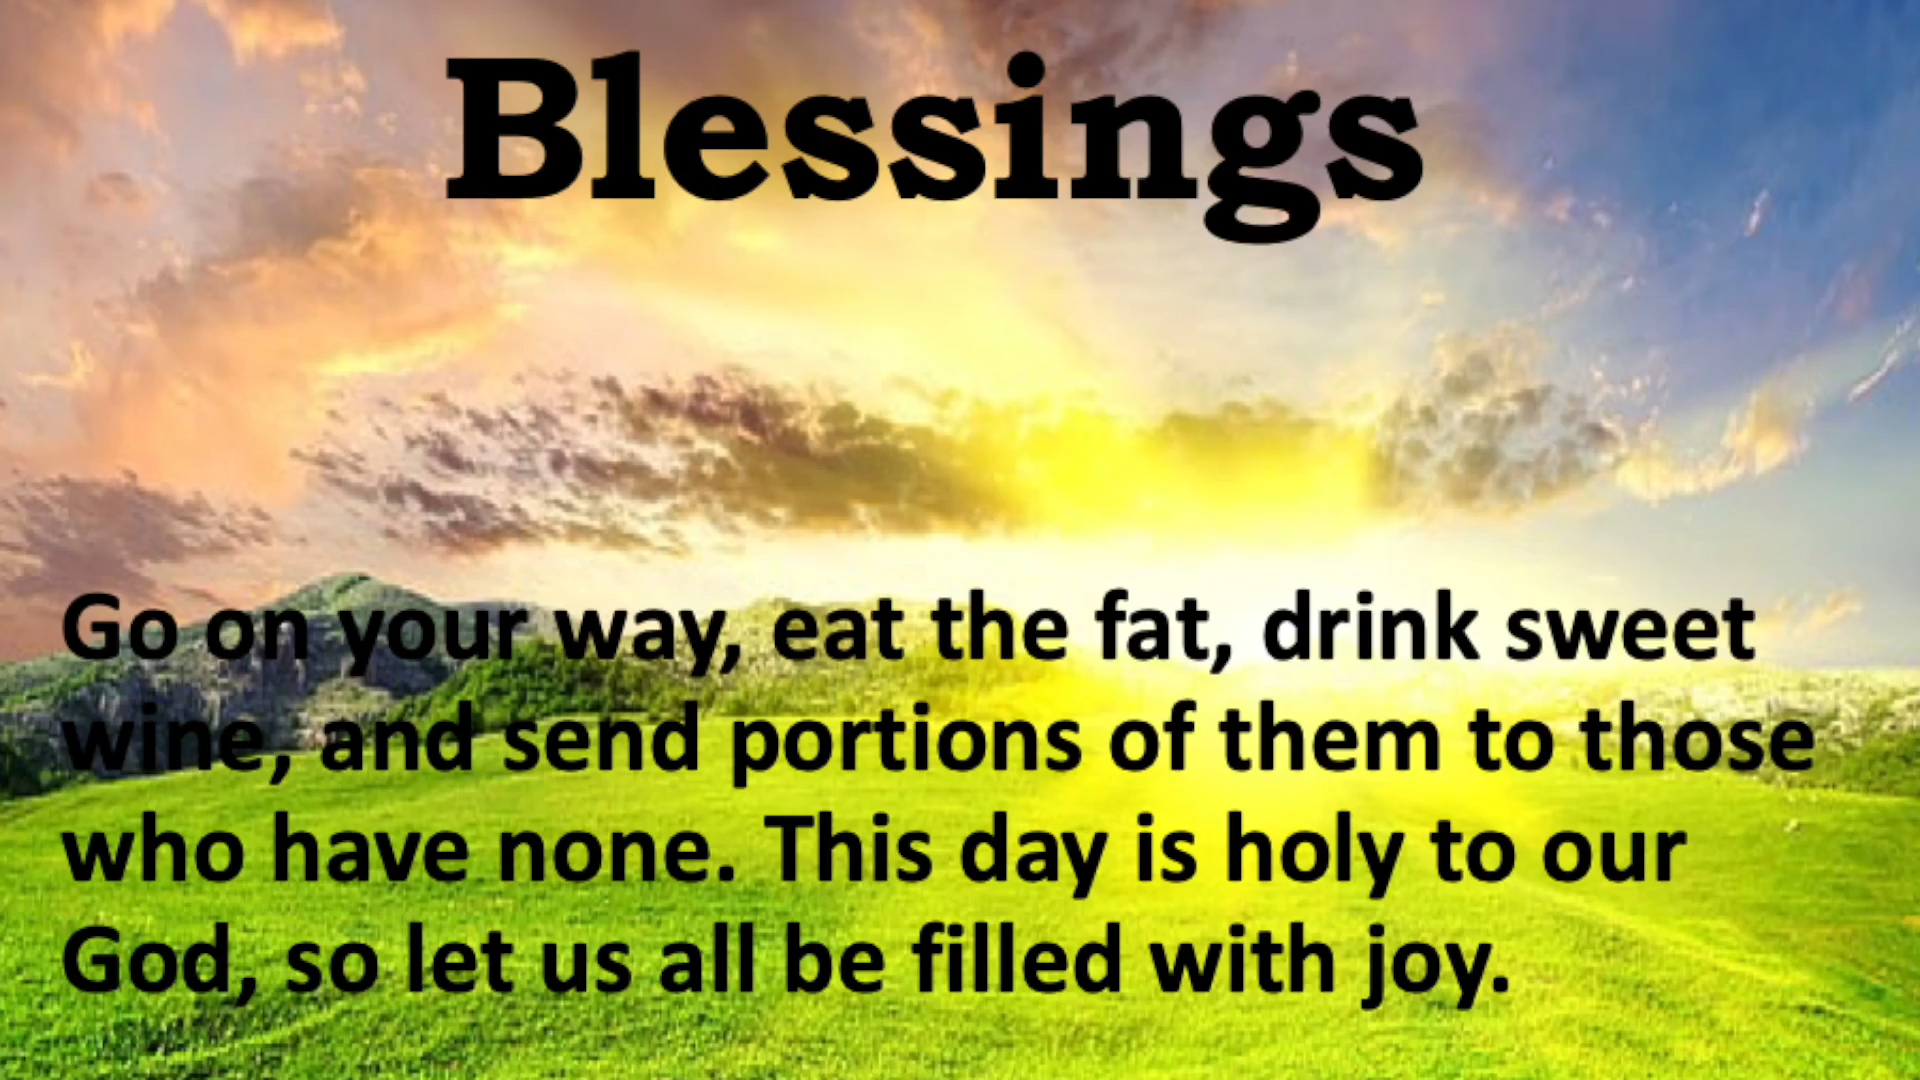 Blessings
Go on your way, eat the fat, drink sweet
wine, and send portions of them to those
who have none. This day is holy to our
God, so let us all be filled with joy.